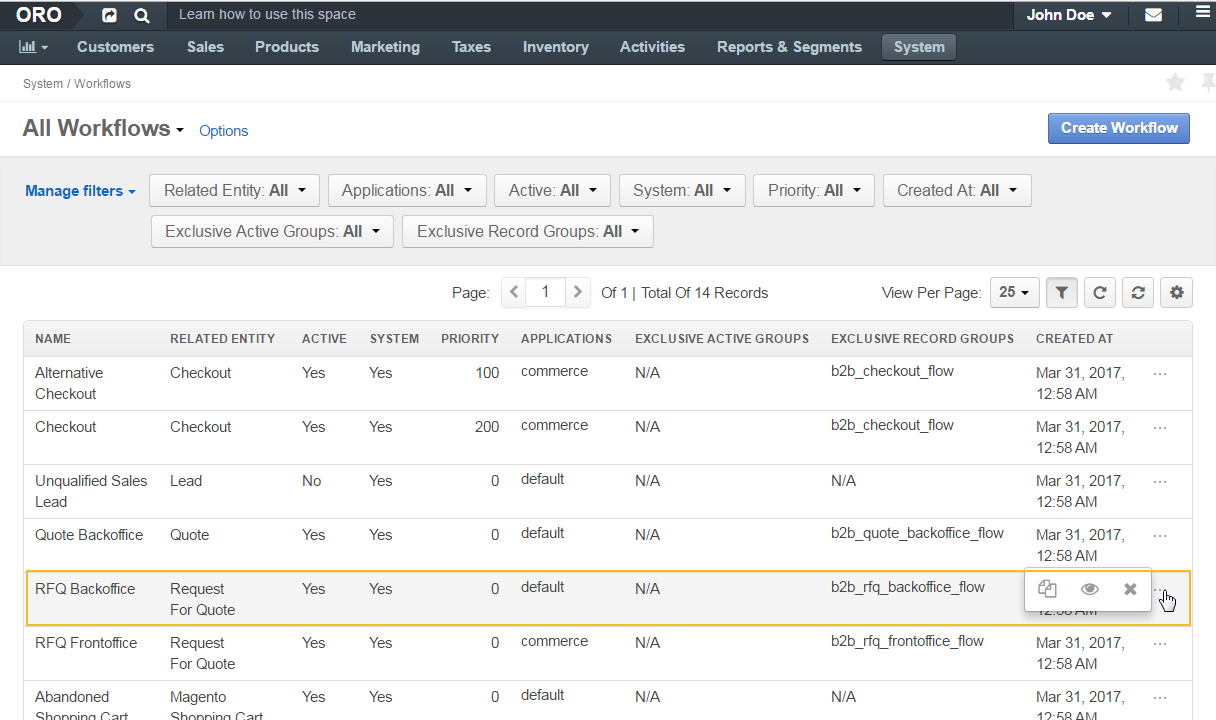 ORO Learn how to use this space John Doe
Customers Sales Products Marketing Taxes Inventory Activities Reports & Segments System
System / Workflows
All Workflows Options Create Workflow
Manage filters Related Entity: All Applications: All Active: All System: All Priority: All Created At: All
Exclusive Active Groups: All Exclusive Record Groups: All
Page: 1 Of 1 | Total Of 14 Records View Per Page: 25
NAME RELATED ENTITY ACTIVE SYSTEM PRIORITY APPLICATIONS EXCLUSIVE ACTIVE GROUPS EXCLUSIVE RECORD GROUPS CREATED AT
Alternative Checkout Yes Yes 100 commerce N/A b2b_checkout_flow Mar 31, 2017, ...
Checkout 12:58 AM
Checkout Checkout Yes Yes 200 commerce N/A b2b_checkout_flow Mar 31, 2017, ...
12:58 AM
Unqualified Sales Lead No Yes 0 default N/A N/A Mar 31, 2017, ...
Lead 12:58 AM
Quote Backoffice Quote Yes Yes 0 default N/A b2b_quote_backoffice_flow Mar 31, 2017, ...
12:58 AM
RFQ Backoffice Request Yes Yes 0 default N/A b2b_rfq_backoffice_flow
For Quote 12:58 AM
RFQ Frontoffice Request Yes Yes 0 commerce N/A b2b_rfq_frontoffice_flow Mar 31, 2017, ...
For Quote 12:58 AM
Abandoned Magento Yes Yes 0 default N/A N/A Mar 31, 2017, ...
Shopping Cart Shopping Cart 12:58 AM